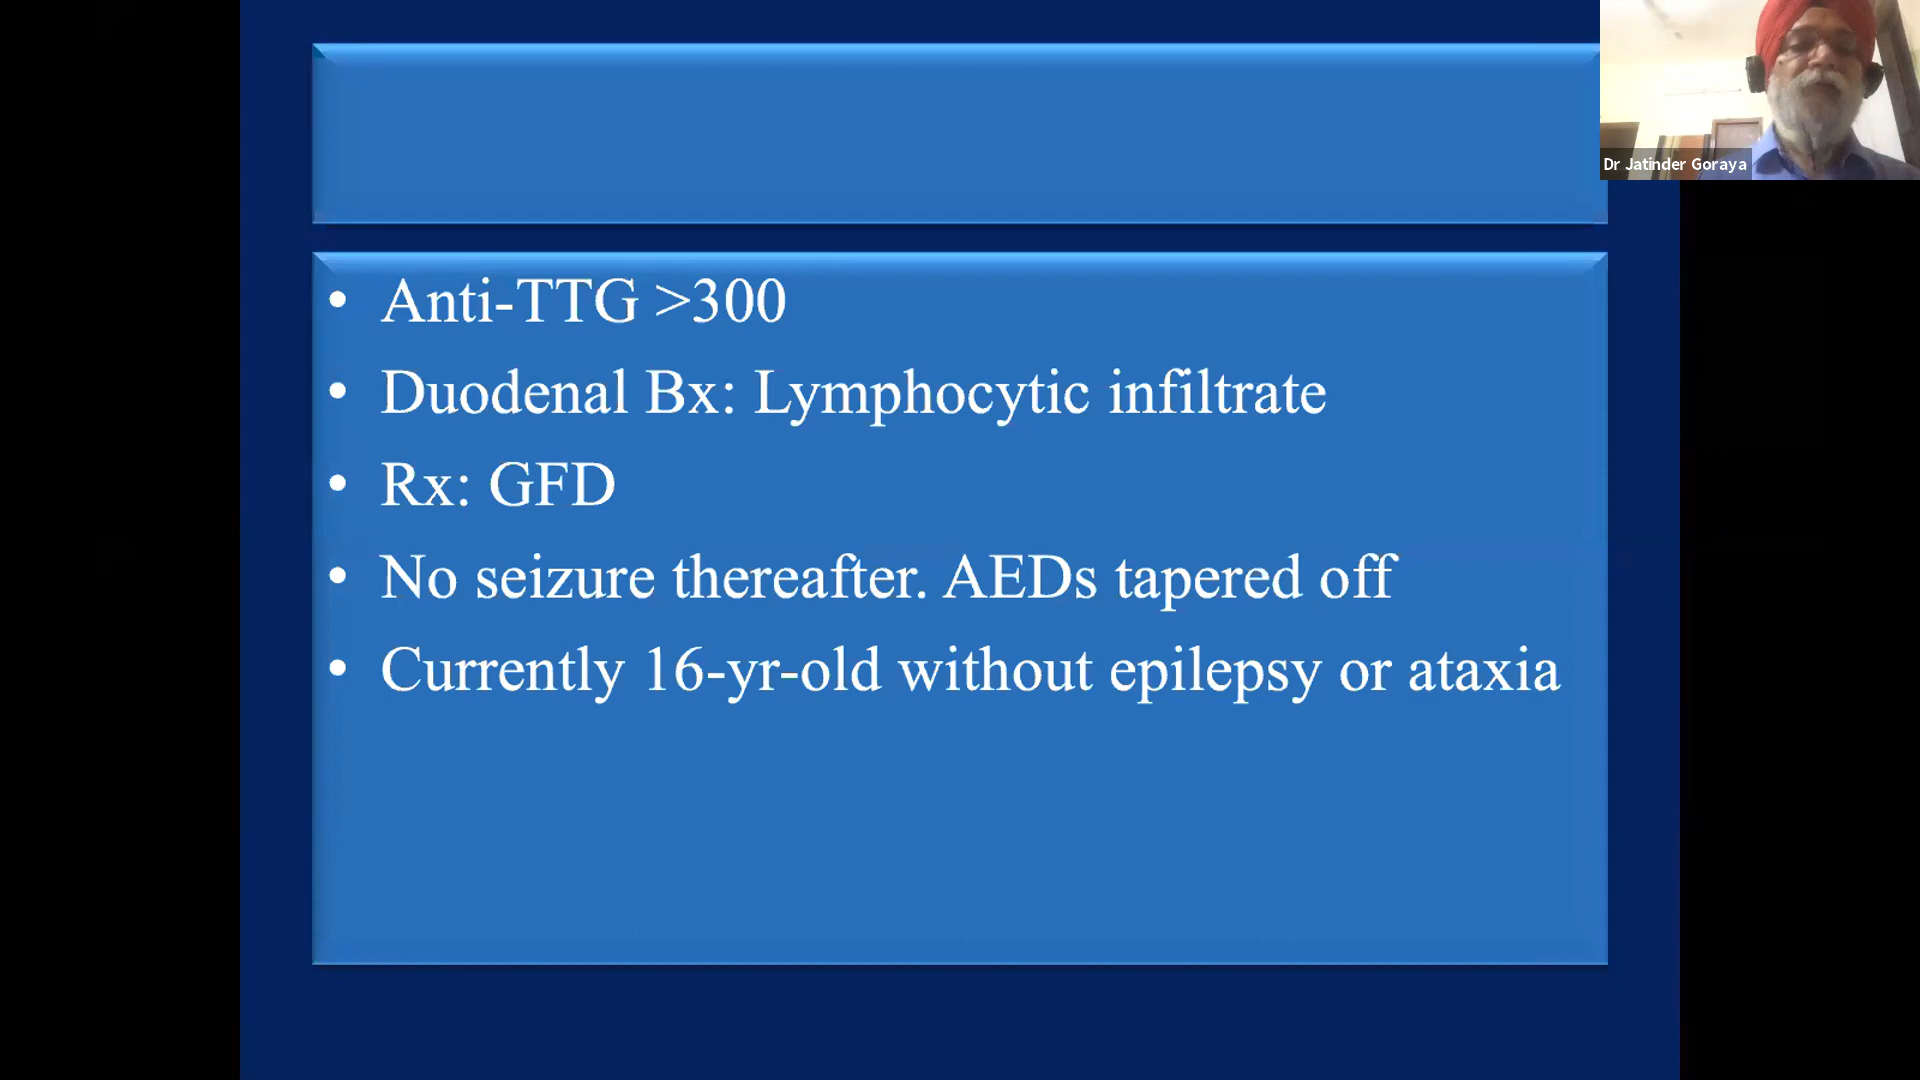 Dr Jatinder Goraya
• Anti-TTG >300
• Duodenal Bx: Lymphocytic infiltrate
• Rx: GFD
• No seizure thereafter. AEDs tapered off
• Currently 16-yr-old without epilepsy or ataxia